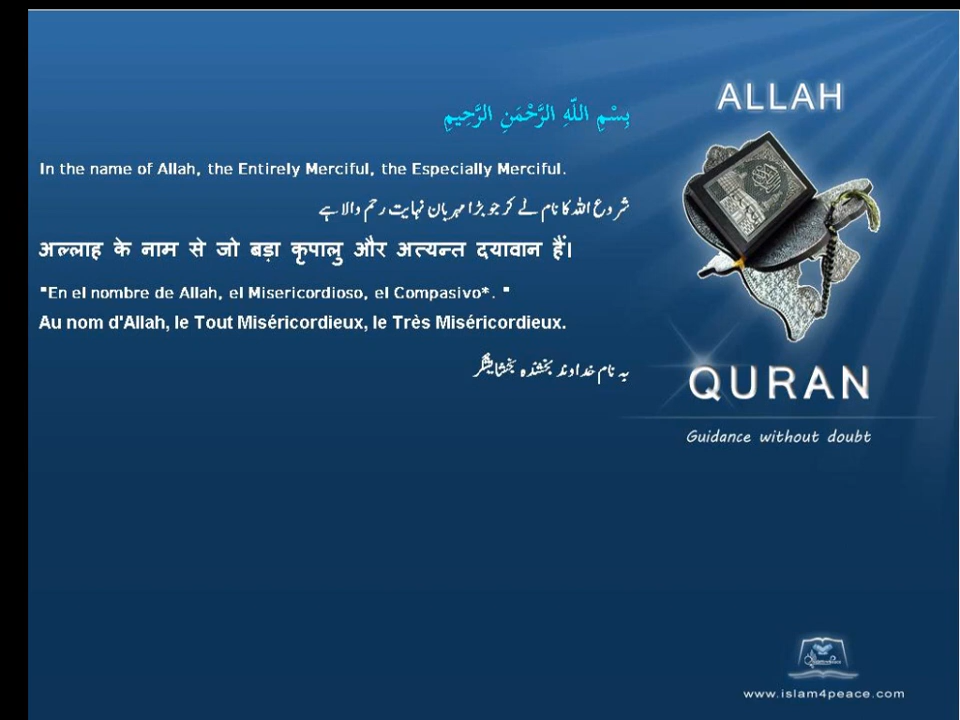 بِسْمِ اللّهِ الرَّحْمَنِ الرَّحِيمِ
In the name of Allah, the Entirely Merciful, the Especially Merciful.
شروع الله کا نام لے کر جو بڑا مہربان نہایت رحم والا ہے
अल्लाह के नाम से जो बड़ा कृपालु और अत्यन्त दयावान हैं।
"En el nombre de Allah, el Misericordioso, el Compasivo*. "
Au nom d'Allah, le Tout Miséricordieux, le Très Miséricordieux.
به نام خداوند بخشنده بخشایشگر
ALLAH
QURAN
Guidance without doubt
www.islam4peace.com